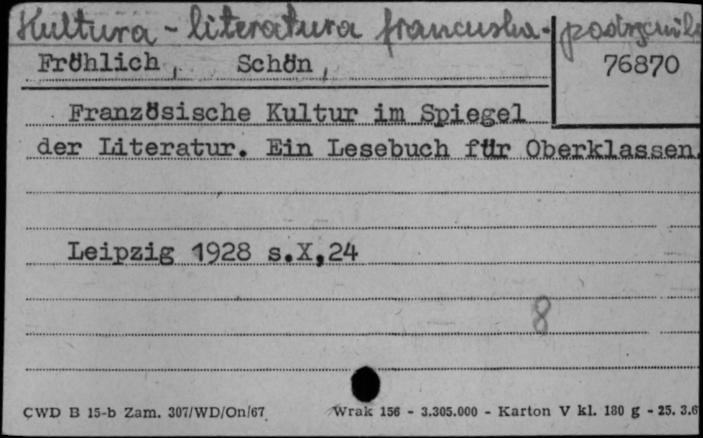 Kultura - literatura francuska -
Fröhlich, Schön,
76870
Französische Kultur im Spiegel
der Literatur. Ein Lesebuch für Oberklassen.
Leipzig 1928 s.X,24
8
CWD B 15-b Zam. 307/WD/On/67 Wrak 156 - 3.305.000 - Karton V kl. 180 g - 25. 3.6